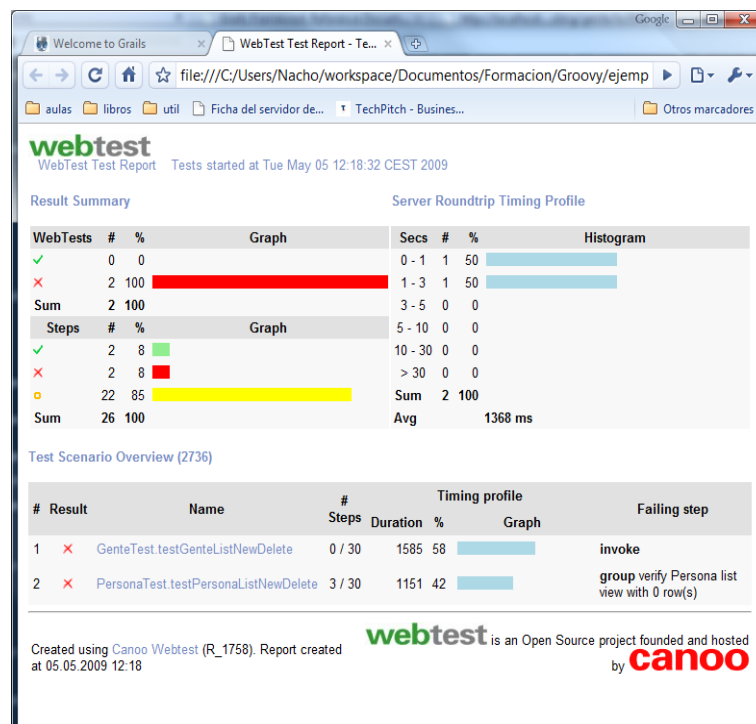 Google
Welcome to Grails
WebTest Test Report - Te...
file:///C:/Users/Nacho/workspace/Documentos/Formacion/Groovy/ejemp
aulas libros util Ficha del servidor de... TechPitch - Busines... Otros marcadores
webtest
WebTest Test Report Tests started at Tue May 05 12:18:32 CEST 2009
Result Summary Server Roundtrip Timing Profile
WebTests # % Graph Secs # % Histogram
0 0 0 - 1 1 50
2 100 1 - 3 1 50
Sum 2 100 3 - 5 0 0
Steps # % Graph 5 - 10 0 0
2 8 10 - 30 0 0
2 8 > 30 0 0
22 85 Sum 2 100
Sum 26 100 Avg 1368 ms
Test Scenario Overview (2736)
# Result Name # Steps Timing profile Failing step
Duration % Graph
1 GenteTest.testGenteListNewDelete 0 / 30 1585 58 invoke
2 PersonaTest.testPersonaListNewDelete 3 / 30 1151 42 group verify Persona list
view with 0 row(s)
Created using Canoo Webtest (R_1758). Report created
at 05.05.2009 12:18
webtest is an Open Source project founded and hosted
by canoo